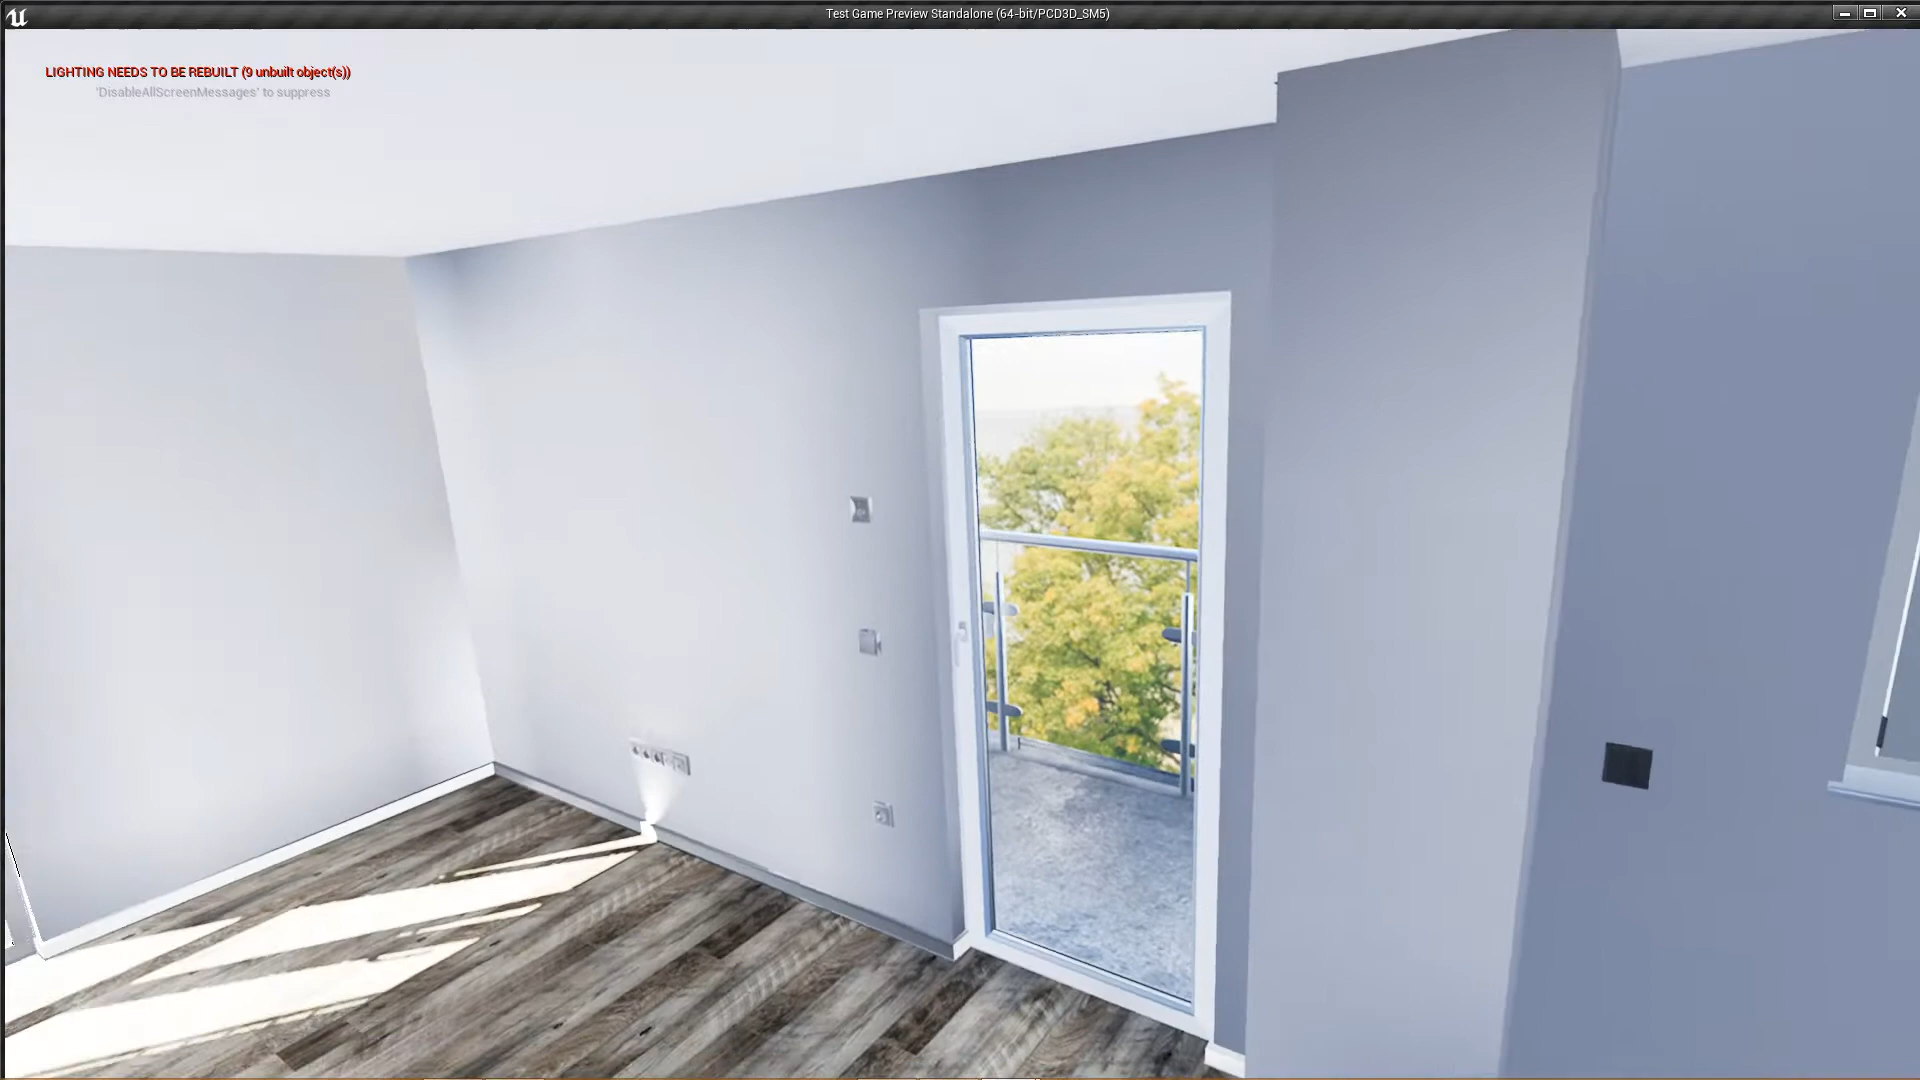 Test Game Preview Standalone (64-bit/PCD3D_SM5)
LIGHTING NEEDS TO BE REBUILT (9 unbuilt object(s))
'DisableAllScreenMessages' to suppress